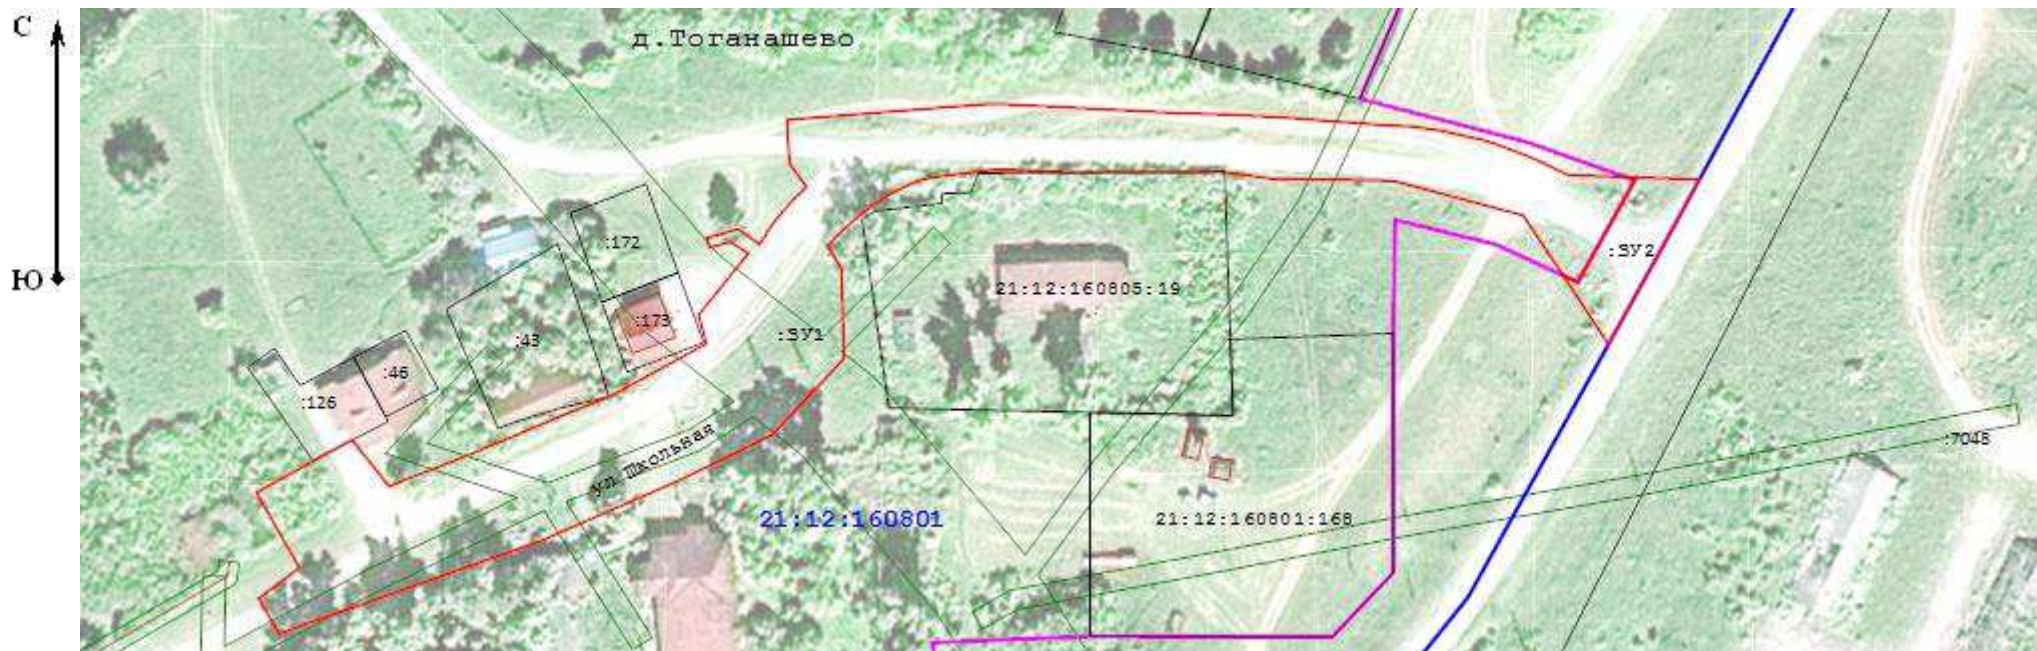 С
д.Тоганашево
:172
:ЗУ2
Ю
21:12:160805:19
:173
:ЗУ1
:43
:46
:126
:7048
ул. Школьная
21:12:160801
21:12:160801:168